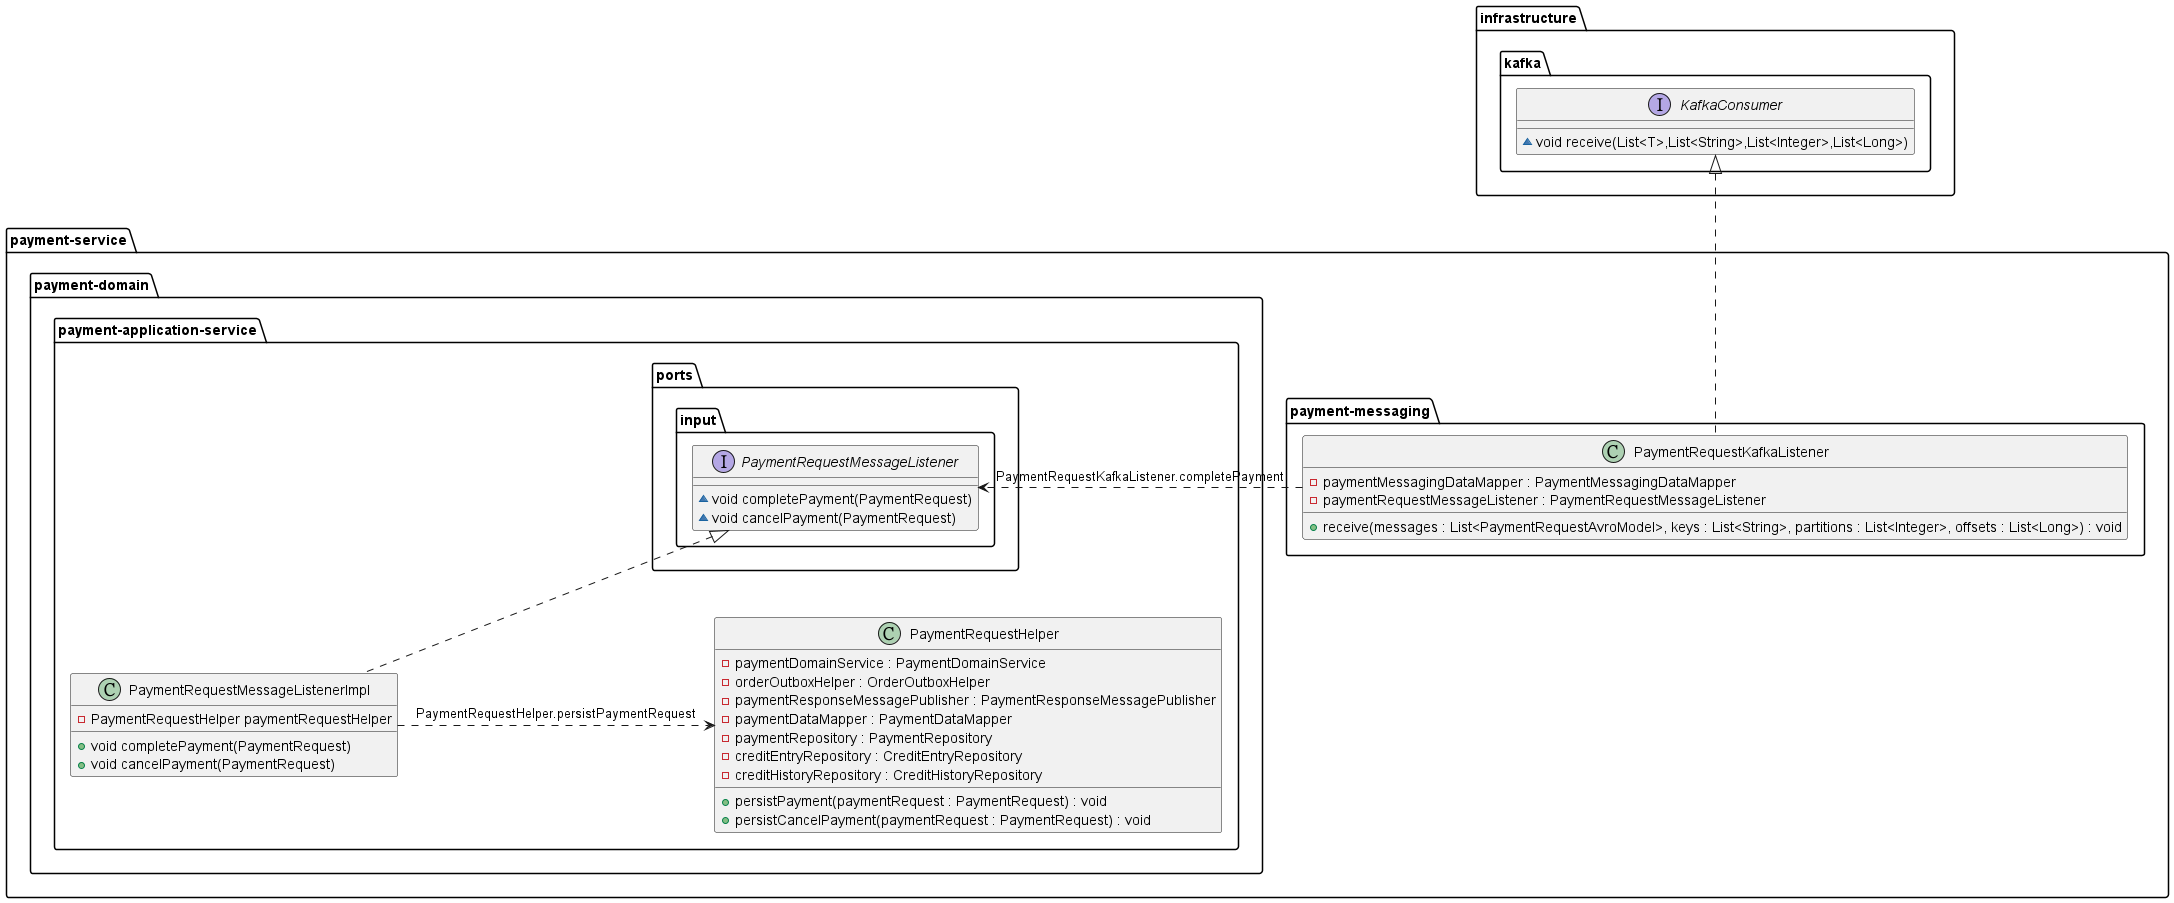 infrastructure
kafka
I KafkaConsumer
void receive(List<T>,List<String>,List<Integer>,List<Long>)
payment-service
payment-domain
payment-application-service
ports
input
I PaymentRequestMessageListener
void completePayment(PaymentRequest)
void cancelPayment(PaymentRequest)
PaymentRequestKafkaListener.completePayment
payment-messaging
C PaymentRequestKafkaListener
paymentMessagingDataMapper : PaymentMessagingDataMapper
paymentRequestMessageListener : PaymentRequestMessageListener
receive(messages : List<PaymentRequestAvroModel>, keys : List<String>, partitions : List<Integer>, offsets : List<Long>) : void
C PaymentRequestMessageListenerImpl
PaymentRequestHelper paymentRequestHelper
void completePayment(PaymentRequest)
void cancelPayment(PaymentRequest)
PaymentRequestHelper.persistPaymentRequest
C PaymentRequestHelper
paymentDomainService : PaymentDomainService
orderOutboxHelper : OrderOutboxHelper
paymentResponseMessagePublisher : PaymentResponseMessagePublisher
paymentDataMapper : PaymentDataMapper
paymentRepository : PaymentRepository
creditEntryRepository : CreditEntryRepository
creditHistoryRepository : CreditHistoryRepository
persistPayment(paymentRequest : PaymentRequest) : void
persistCancelPayment(paymentRequest : PaymentRequest) : void